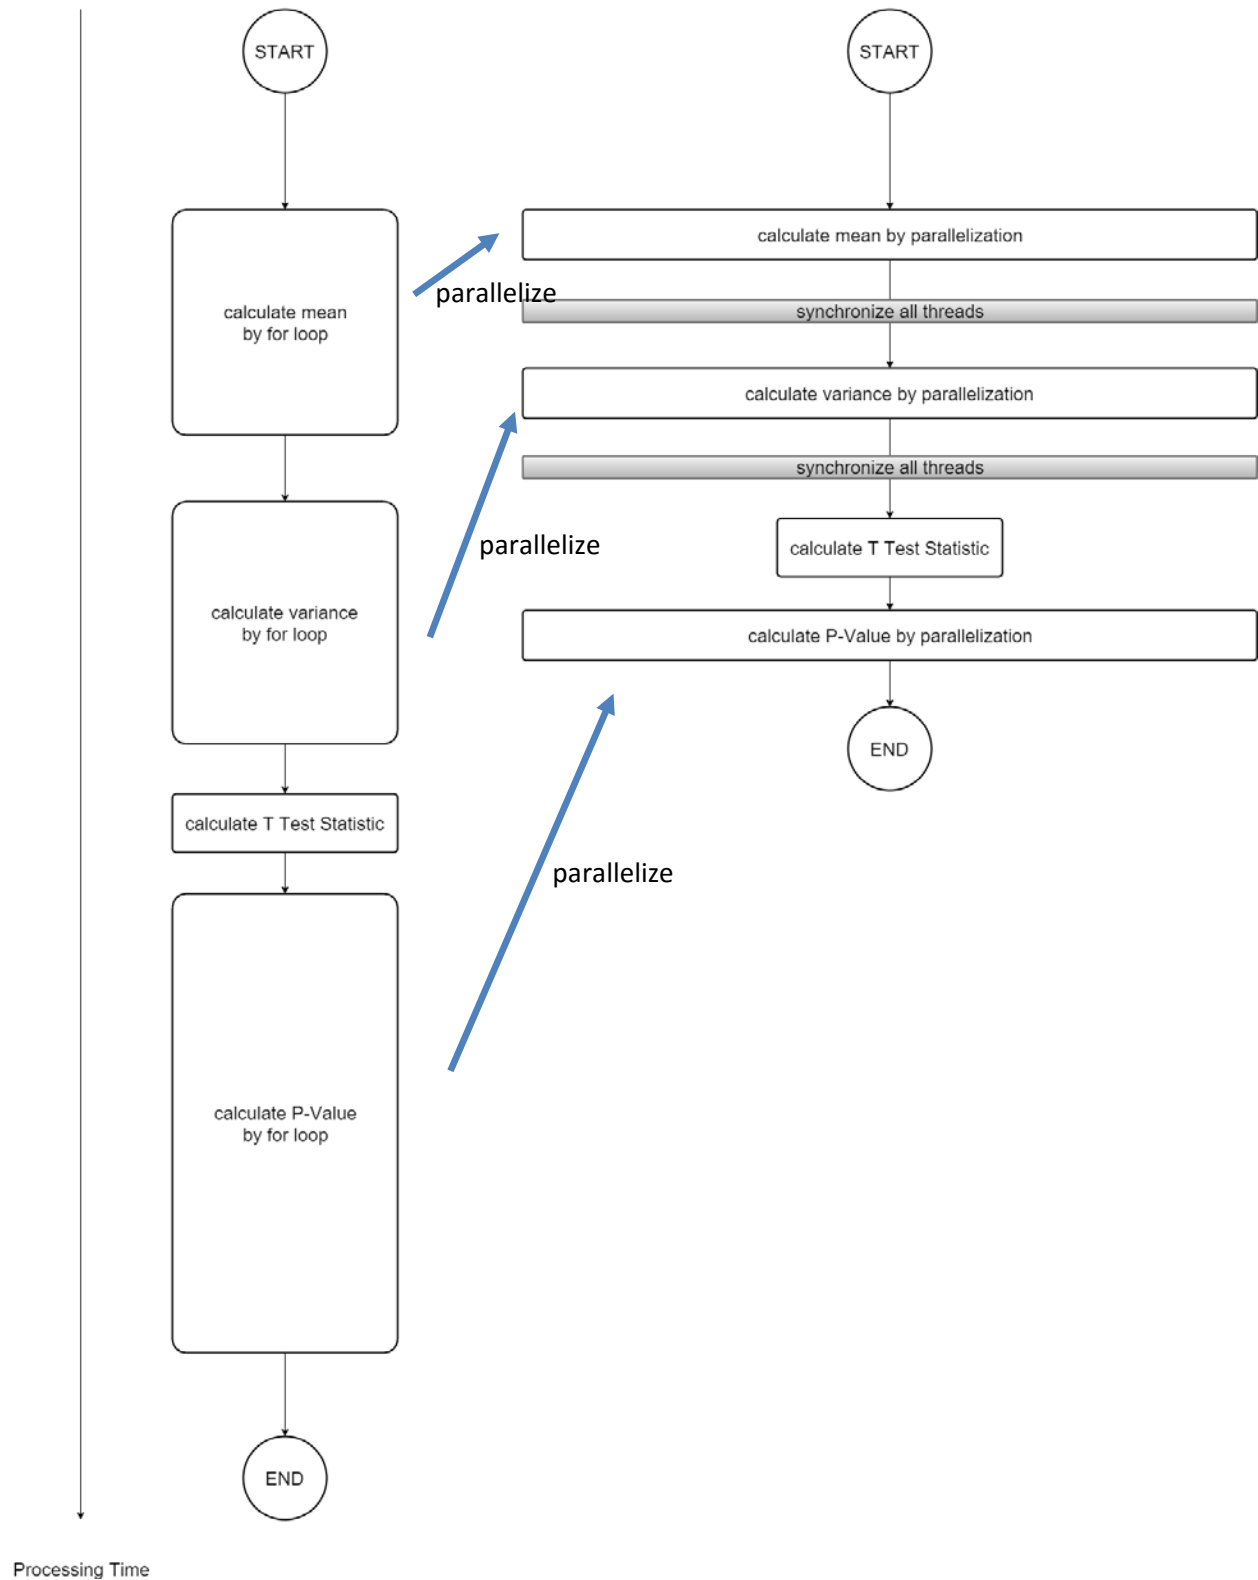 START
calculate mean
by for loop
calculate variance
by for loop
calculate T Test Statistic
calculate P-Value
by for loop
END
Processing Time
parallelize
parallelize
parallelize
START
calculate mean by parallelization
synchronize all threads
calculate variance by parallelization
synchronize all threads
calculate T Test Statistic
calculate P-Value by parallelization
END